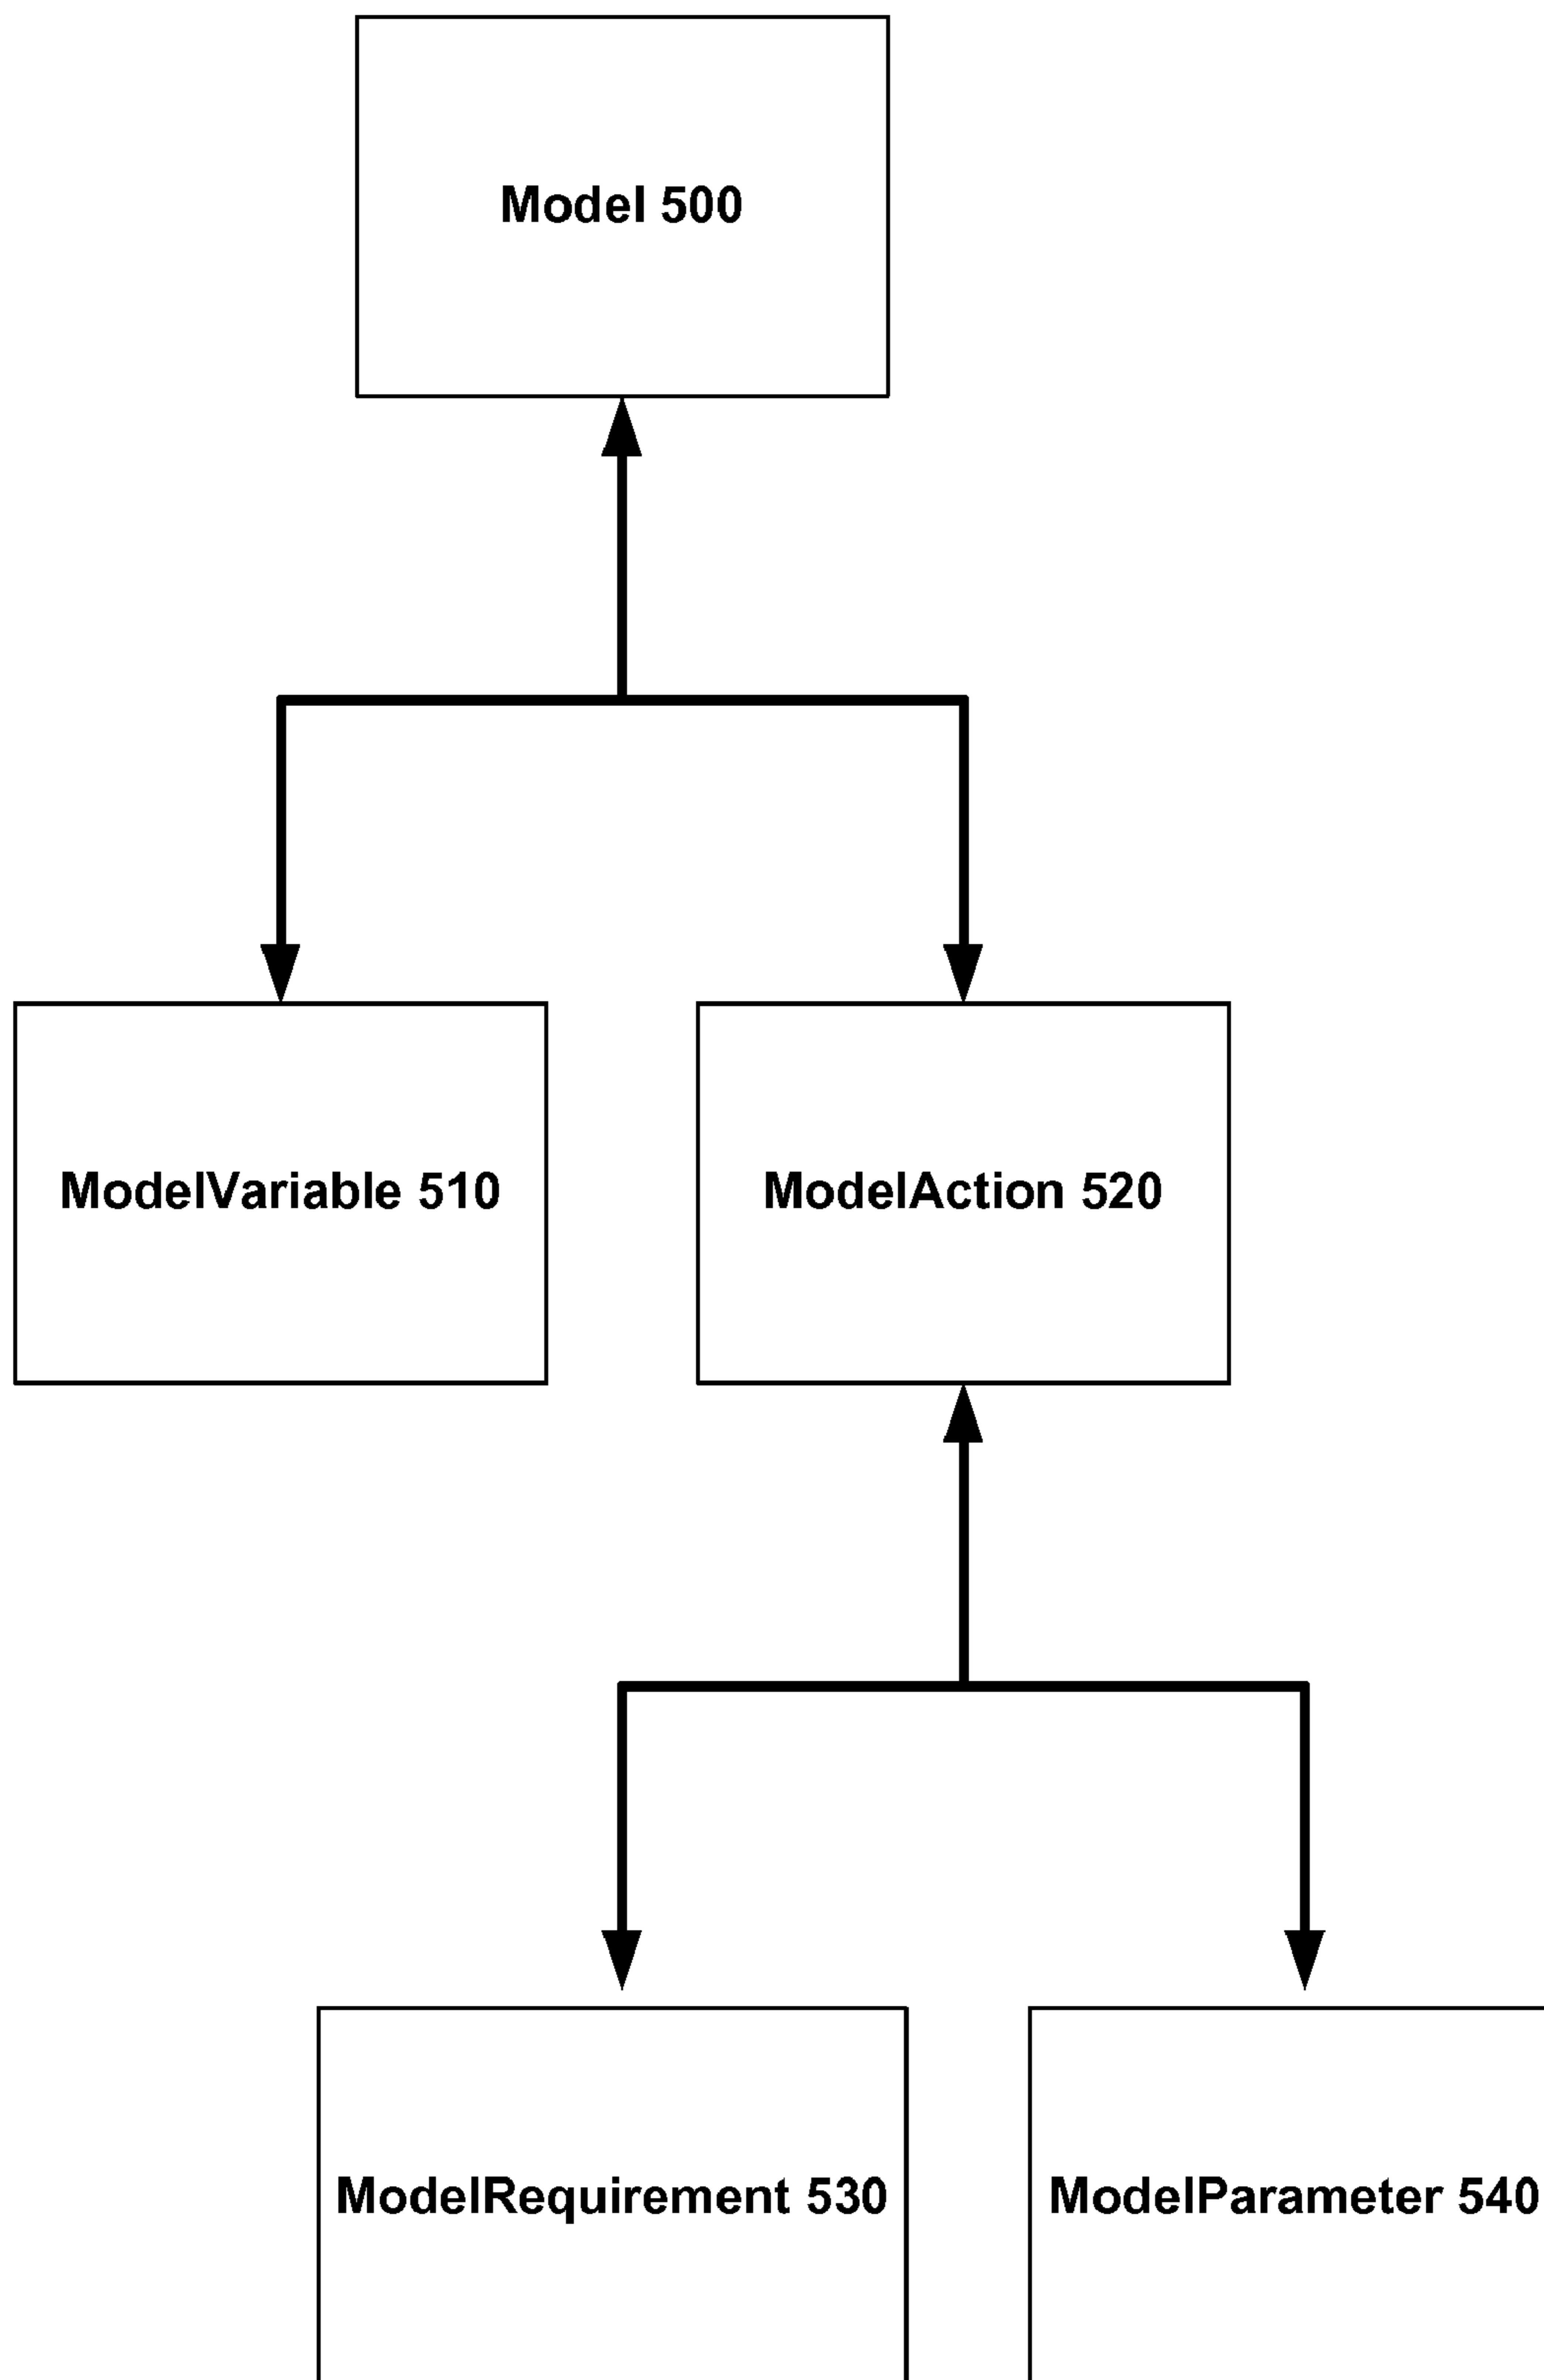 Model 500
ModelVariable 510
ModelAction 520
ModelRequirement 530
ModelParameter 540